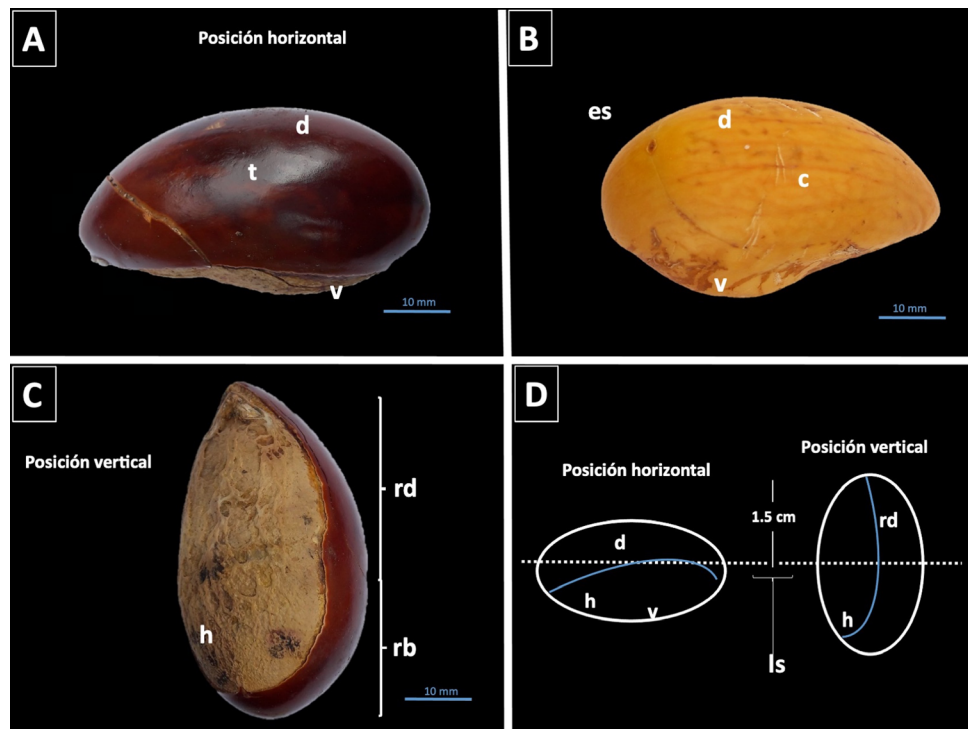 A
Posición horizontal
d
t
v
10 mm
B
es
d
c
v
10 mm
C
Posición vertical
rd
h
rb
10 mm
D
Posición horizontal
Posición vertical
1.5 cm
d
h
v
rd
h
ls